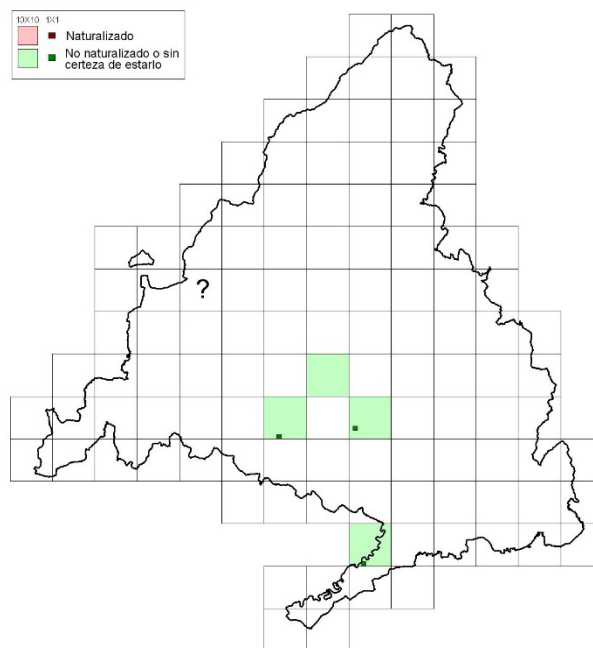 10X10 1X1
Naturalizado
No naturalizado o sin
certeza de estarlo
?